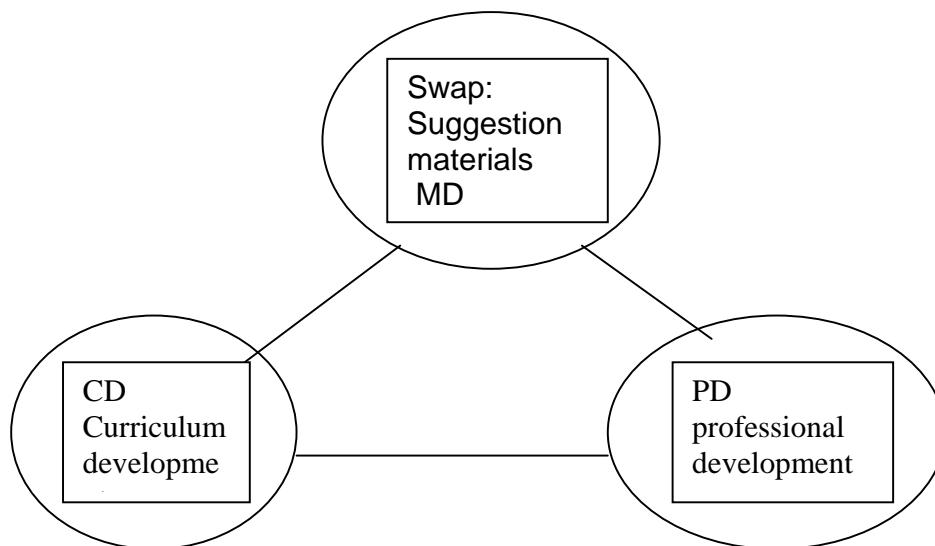 Swap:
Suggestion
materials
MD
CD
Curriculum
developme
PD
professional
development